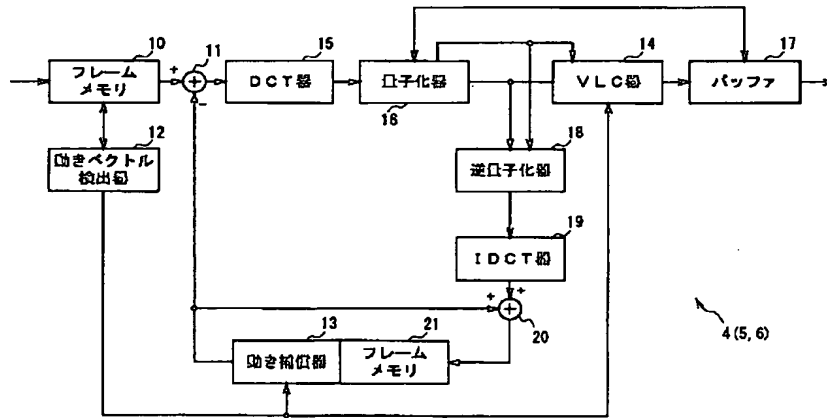 10
フレーム
メモリ
11
+
-
15
DCT器
量子化器
16
14
VLC器
17
バッファ
12
動きベクトル
検出器
18
逆量子化器
19
IDCT器
+
+
20
13
動き補償器
21
フレーム
メモリ
4(5,6)